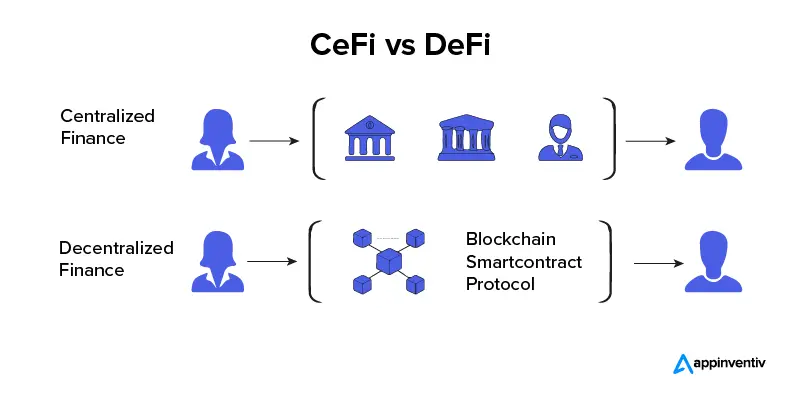 CeFi vs DeFi
Centralized
Finance
Decentralized
Finance
Blockchain
Smartcontract
Protocol
appinventiv